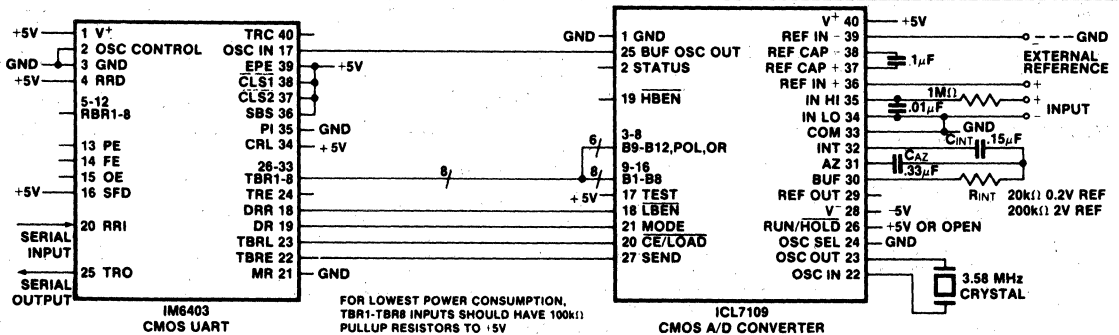 +5V
1 V+
TRC 40
2 OSC CONTROL
OSC IN 17
GND
3 GND
EPE 39
+5V
+5V
4 RRD
CLS1 38
5-12
CLS2 37
RBR1-8
SBS 36
PI 35
GND
13 PE
CRL 34
+5V
14 FE
26-33
15 OE
TBR1-8
8
+5V
16 SFD
TRE 24
DRR 18
20 RRI
DR 19
SERIAL
INPUT
TBRL 23
TBRE 22
25 TRO
MR 21
GND
SERIAL
OUTPUT
IM6403
CMOS UART
FOR LOWEST POWER CONSUMPTION,
TBR1-TBR8 INPUTS SHOULD HAVE 100kΩ
PULLUP RESISTORS TO +5V
GND
1 GND
25 BUF OSC OUT
2 STATUS
19 HBEN
3-8
6
B9-B12,POL,OR
9-16
8
B1-B8
+5V
17 TEST
18 LBEN
21 MODE
20 CE/LOAD
27 SEND
V+ 40
+5V
REF IN - 39
- GND
REF CAP - 38
.1µF
EXTERNAL
REFERENCE
REF CAP + 37
REF IN + 36
+
IN HI 35
1MΩ
+
.01µF
INPUT
IN LO 34
-
COM 33
GND
INT 32
CINT
.15µF
AZ 31
CAZ
.33µF
BUF 30
RINT
20kΩ 0.2V REF
200kΩ 2V REF
REF OUT 29
V- 28
-5V
RUN/HOLD 26
+5V OR OPEN
OSC SEL 24
GND
OSC OUT 23
3.58 MHz
CRYSTAL
OSC IN 22
ICL7109
CMOS A/D CONVERTER